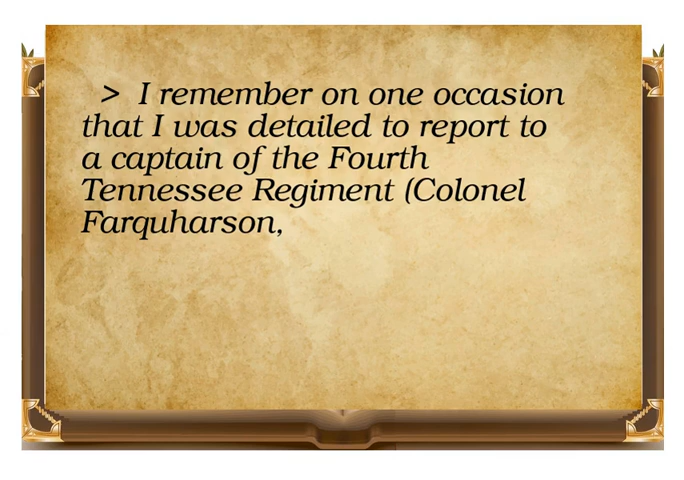 > I remember on one occasion
that I was detailed to report to
a captain of the Fourth
Tennessee Regiment (Colonel
Farquharson,